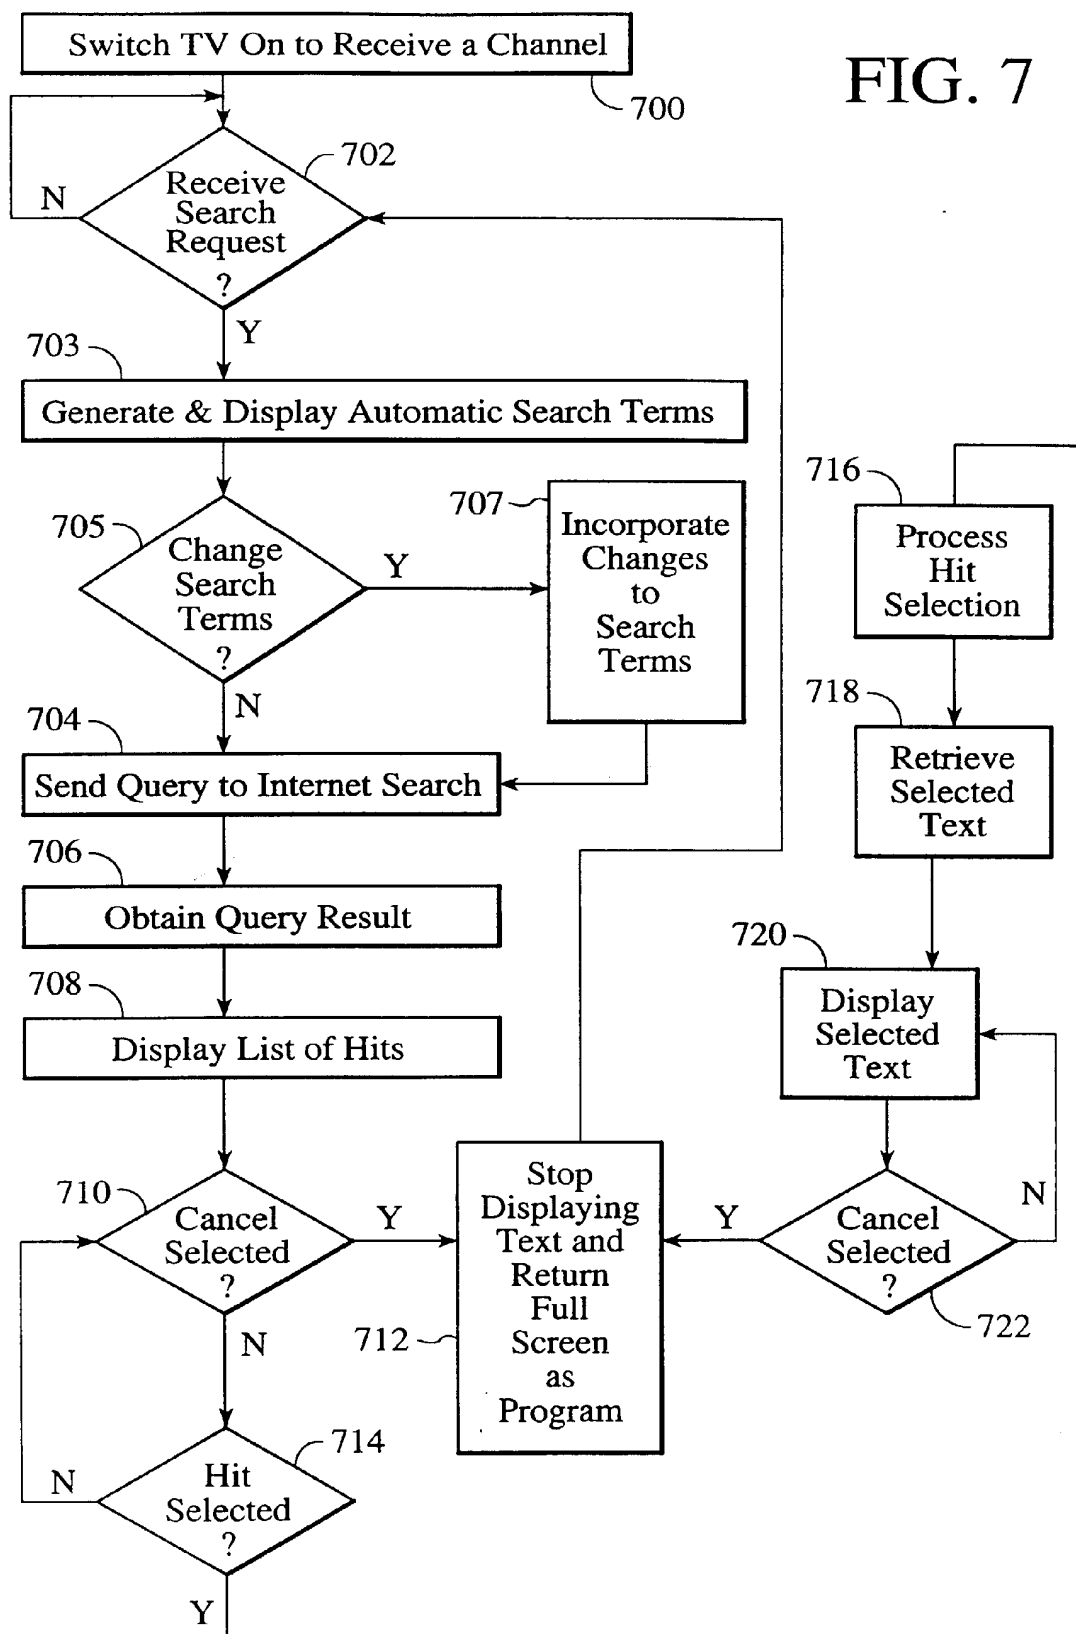 Switch TV On to Receive a Channel
700
FIG. 7
702
Receive
Search
Request
?
N
Y
703
Generate & Display Automatic Search Terms
705
Change
Search
Terms
?
Y
N
707
Incorporate
Changes
to
Search
Terms
704
Send Query to Internet Search
706
Obtain Query Result
708
Display List of Hits
710
Cancel
Selected
?
Y
N
712
Stop
Displaying
Text and
Return
Full
Screen
as
Program
714
Hit
Selected
?
N
Y
716
Process
Hit
Selection
718
Retrieve
Selected
Text
720
Display
Selected
Text
722
Cancel
Selected
?
Y
N